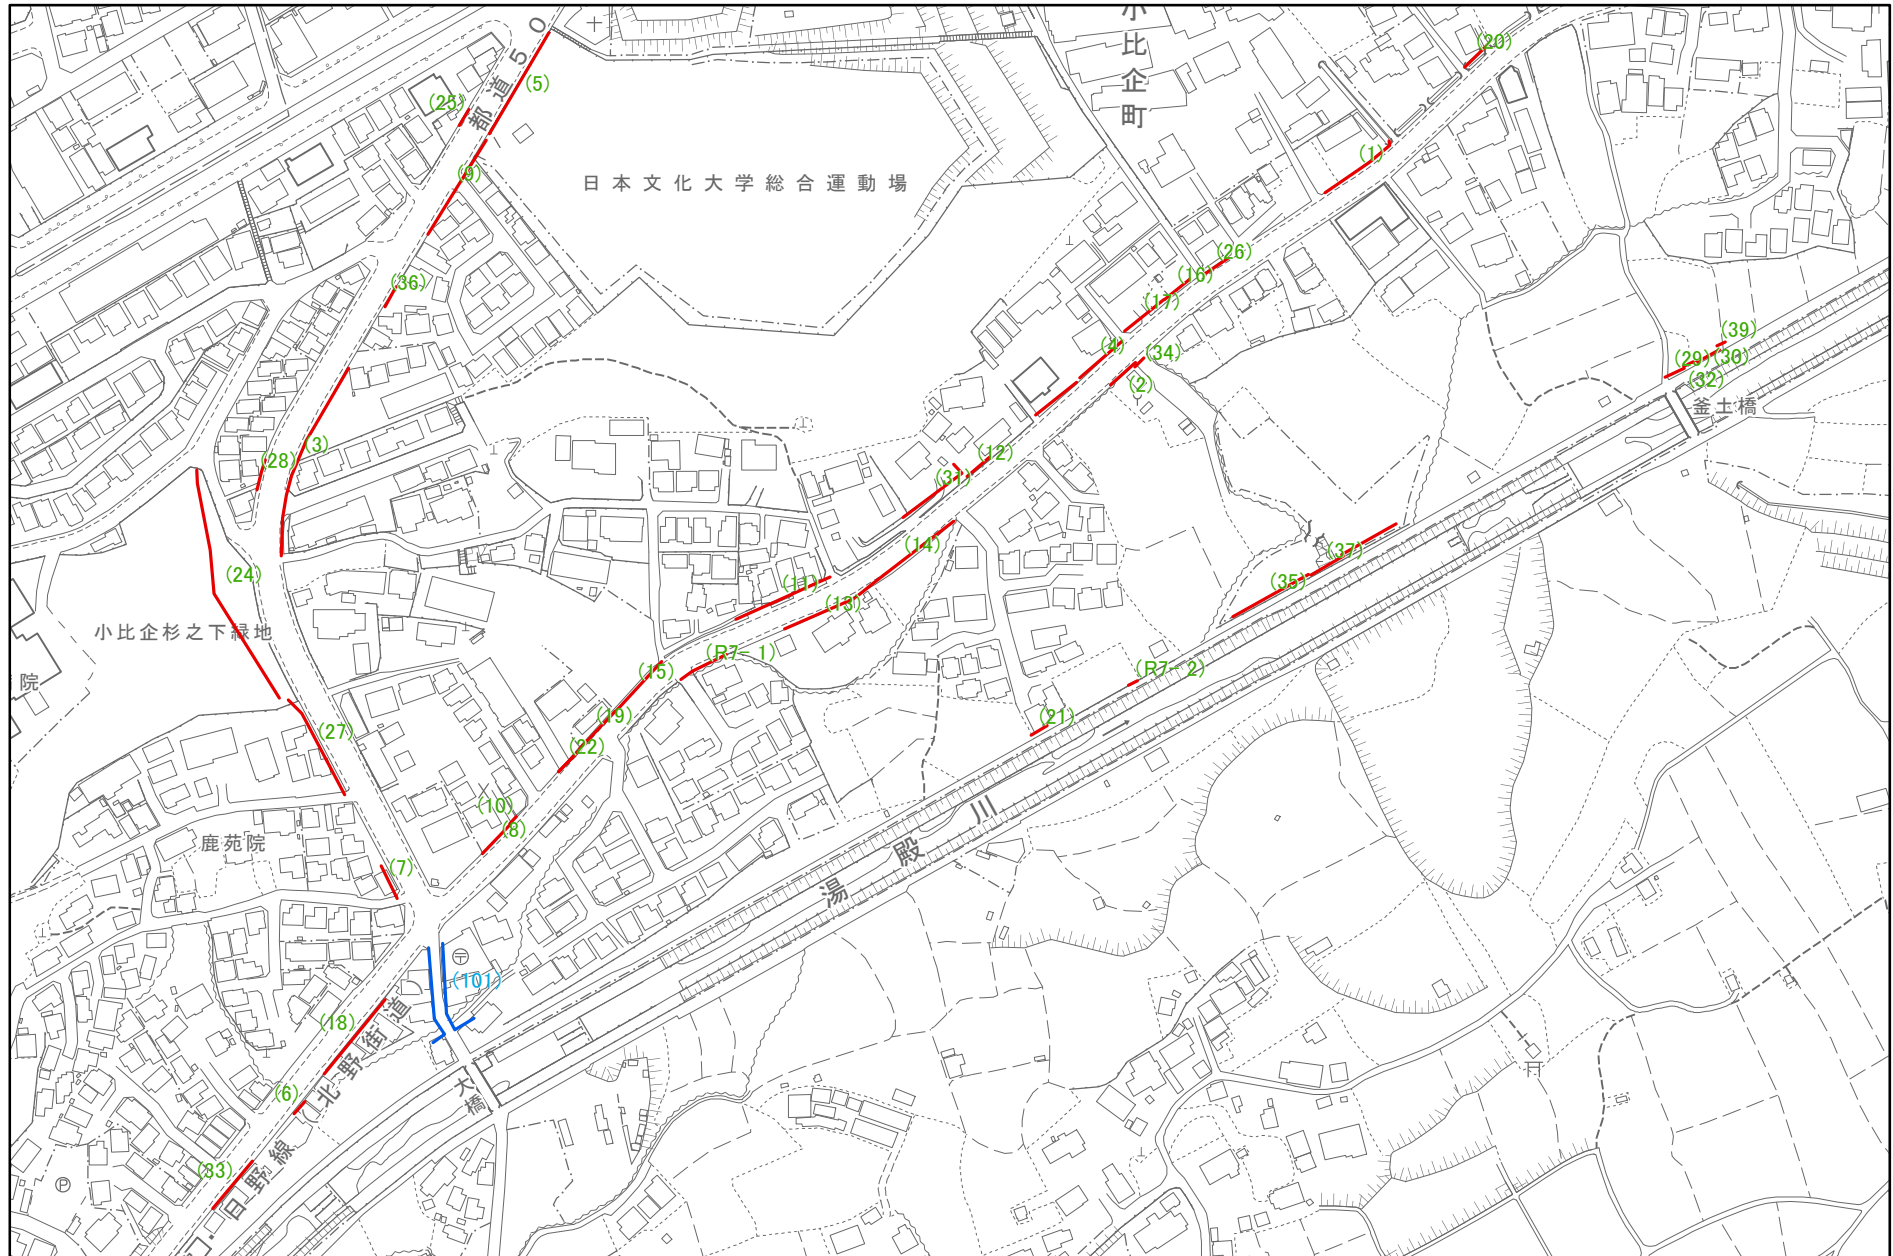 小比企町
都道50
(20)
(5)
(25)
(1)
(9)
日本文化大学総合運動場
(26)
(16)
(36)
(17)
(39)
(4)
(34)
(29)
(30)
(2)
(32)
釜土橋
(3)
(28)
(12)
(31)
(14)
(37)
(24)
(35)
(11)
(13)
小比企杉之下緑地
(R7-1)
(15)
(R7-2)
院
(19)
(21)
(27)
(22)
(10)
(8)
湯殿川
鹿苑院
(7)
(101)
(18)
北野街道
(6)
大橋
(33)
日野線